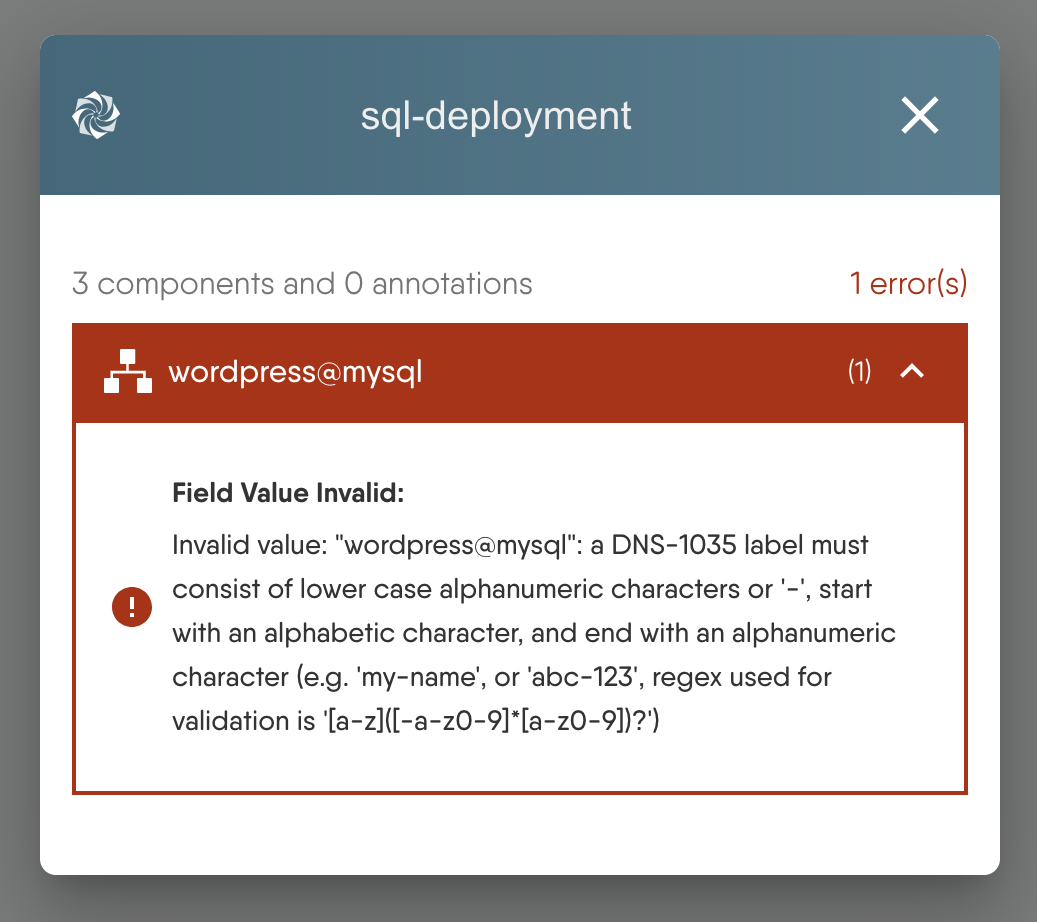 sql-deployment
3 components and 0 annotations
1 error(s)
wordpress@mysql
(1)
Field Value Invalid:
Invalid value: "wordpress@mysql": a DNS-1035 label must
consist of lower case alphanumeric characters or '-', start
with an alphabetic character, and end with an alphanumeric
character (e.g. 'my-name', or 'abc-123', regex used for
validation is '[a-z]([-a-z0-9]*[a-z0-9])?')